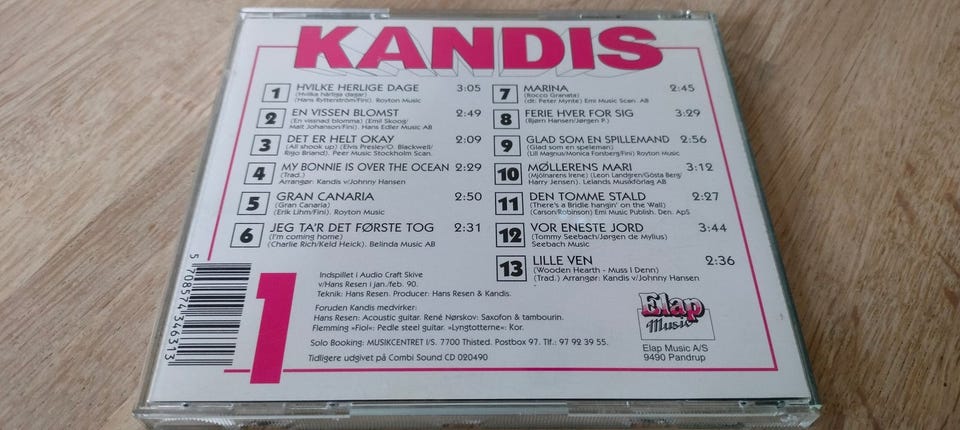 KANDIS
1 HVILKE HERLIGE DAGE 3:05
(Hvilka härliga dagar)
(Hans Rytterström/Fini). Royton Music
2 EN VISSEN BLOMST 2:49
(En vissnad blomma) (Emil Skoog/
Matt Johanson/Fini). Hans Edler Music AB
3 DET ER HELT OKAY 2:09
(All shook up) (Elvis Presley/O. Blackwell/
Rigo Briand). Peer Music Stockholm Scan.
4 MY BONNIE IS OVER THE OCEAN 2:29
(Trad.)
Arrangør: Kandis v/Johnny Hansen
5 GRAN CANARIA 2:50
(Gran Canaria)
(Erik Lihm/Fini). Royton Music
6 JEG TA'R DET FØRSTE TOG 2:31
(I'm coming home)
(Charlie Rich/Keld Heick). Belinda Music AB
7 MARINA 2:45
(Rocco Granata)
(dt: Peter Mynte) Emi Music Scan. AB
8 FERIE HVER FOR SIG 3:29
(Bjørn Hansen/Jørgen P.)
9 GLAD SOM EN SPILLEMAND 2:56
(Glad som en speleman)
(Lill Magnus/Monica Forsberg/Fini) Royton Music
10 MØLLERENS MARI 3:12
(Mjölnarens Irene) (Leon Landgren/Gösta Berg/
Harry Jensen). Lelands Musikförlag AB
11 DEN TOMME STALD 2:27
(There's a Bridle hangin' on the Wall)
(Carson/Robinson) Emi Music Publish. Den. ApS
12 VOR ENESTE JORD 3:44
(Tommy Seebach/Jørgen de Mylius)
Seebach Music
13 LILLE VEN 2:36
(Wooden Hearth - Muss I Denn)
(Trad.) Arrangør: Kandis v/Johnny Hansen
5 708574 346313
1
Indspillet i Audio Craft Skive
v/Hans Resen i jan./feb. 90.
Teknik: Hans Resen. Producer: Hans Resen & Kandis.
Foruden Kandis medvirker:
Hans Resen: Acoustic guitar. René Nørskov: Saxofon & tambourin.
Flemming »Fiol«: Pedle steel guitar. »Lyngtotterne«: Kor.
Solo Booking: MUSIKCENTRET I/S. 7700 Thisted. Postbox 97. Tlf. 97 92 39 55.
Tidligere udgivet på Combi Sound CD 020490
Elap
Music
Elap Music A/S
9490 Pandrup